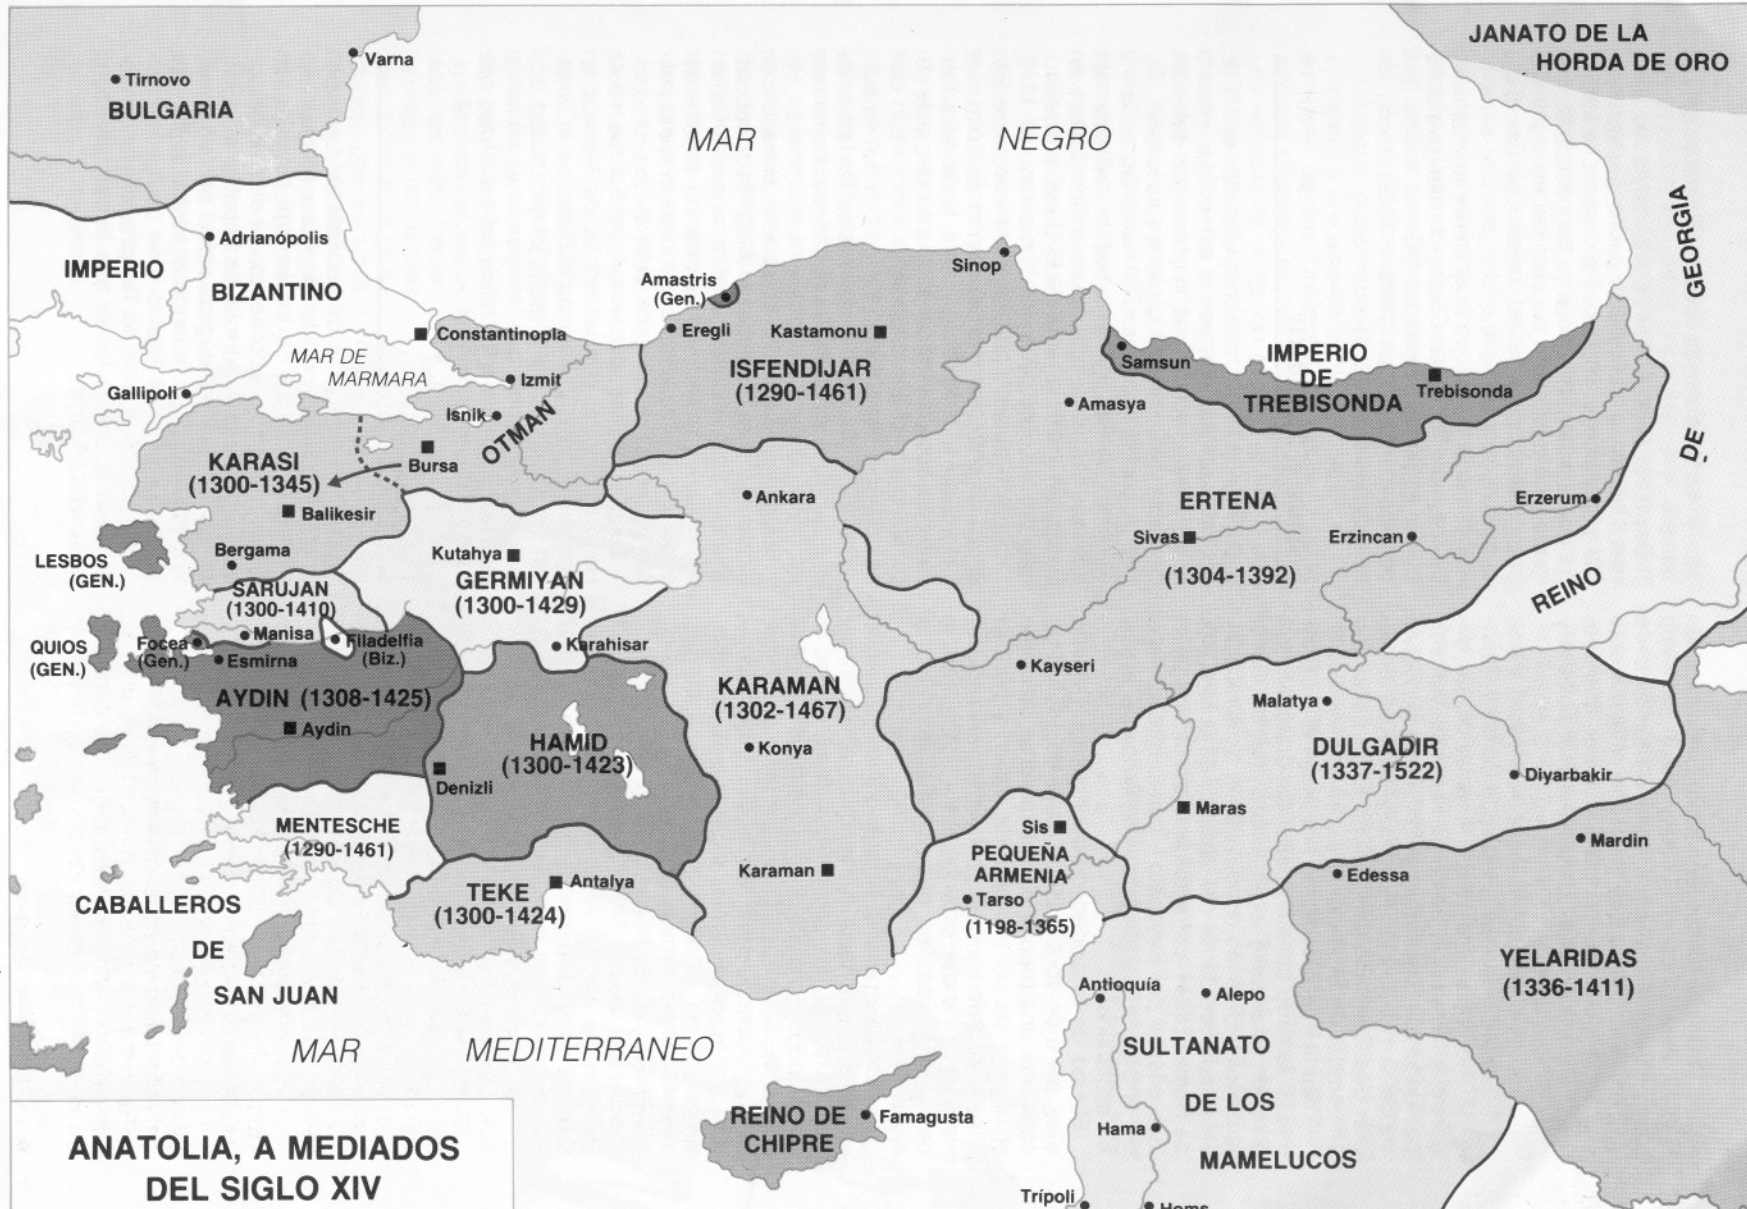 JANATO DE LA
HORDA DE ORO
Varna
Tirnovo
BULGARIA
MAR NEGRO
GEORGIA
Adrianópolis
IMPERIO
BIZANTINO
Sinop
Amastris
(Gen.)
Eregli
Kastamonu
Constantinopla
ISFENDIJAR
(1290-1461)
MAR DE
MARMARA
Samsun
IMPERIO
DE
TREBISONDA
Trebisonda
Gallipoli
Izmit
Isnik
OTMAN
Amasya
DE
KARASI
(1300-1345)
Bursa
Balikesir
Ankara
ERTENA
Erzerum
Sivas
Erzincan
(1304-1392)
REINO
LESBOS
(GEN.)
Bergama
Kutahya
GERMIYAN
(1300-1429)
SARUJAN
(1300-1410)
Manisa
QUIOS
(GEN.)
Focea
(Gen.)
Filadelfia
(Biz.)
Esmirna
Karahisar
Kayseri
AYDIN (1308-1425)
Aydin
KARAMAN
(1302-1467)
Konya
Malatya
HAMID
(1300-1423)
Denizli
DULGADIR
(1337-1522)
Diyarbakir
Maras
MENTESCHE
(1290-1461)
Sis
PEQUEÑA
ARMENIA
Tarso
(1198-1365)
Mardin
Edessa
Karaman
TEKE
(1300-1424)
Antalya
CABALLEROS
DE
SAN JUAN
YELARIDAS
(1336-1411)
Antioquía
Alepo
MAR MEDITERRANEO
SULTANATO
DE LOS
MAMELUCOS
REINO DE
CHIPRE
Famagusta
Hama
Trípoli
Homs
ANATOLIA, A MEDIADOS
DEL SIGLO XIV